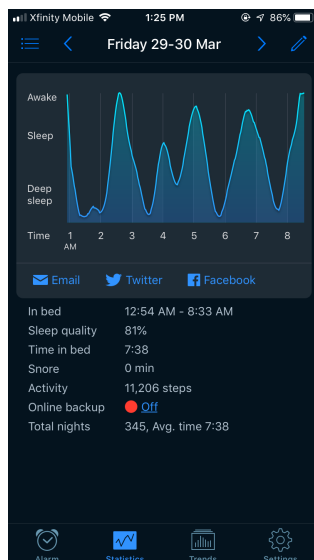 Xfinity Mobile 1:25 PM 86%
Friday 29-30 Mar
Awake
Sleep
Deep
sleep
Time 1 2 3 4 5 6 7 8
AM
Email Twitter Facebook
In bed 12:54 AM - 8:33 AM
Sleep quality 81%
Time in bed 7:38
Snore 0 min
Activity 11,206 steps
Online backup Off
Total nights 345, Avg. time 7:38
Alarm Statistics Trends Settings